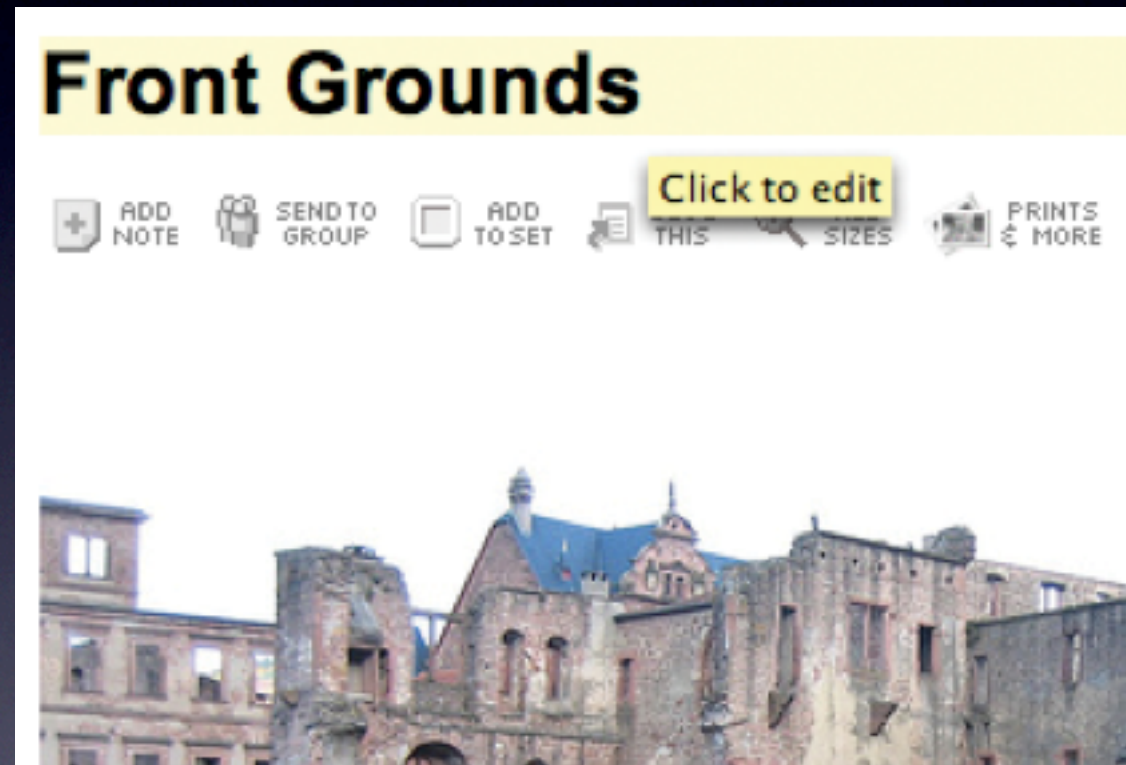 Front Grounds
Click to edit
ADD
NOTE
SEND TO
GROUP
ADD
TO SET
THIS
SIZES
PRINTS
& MORE